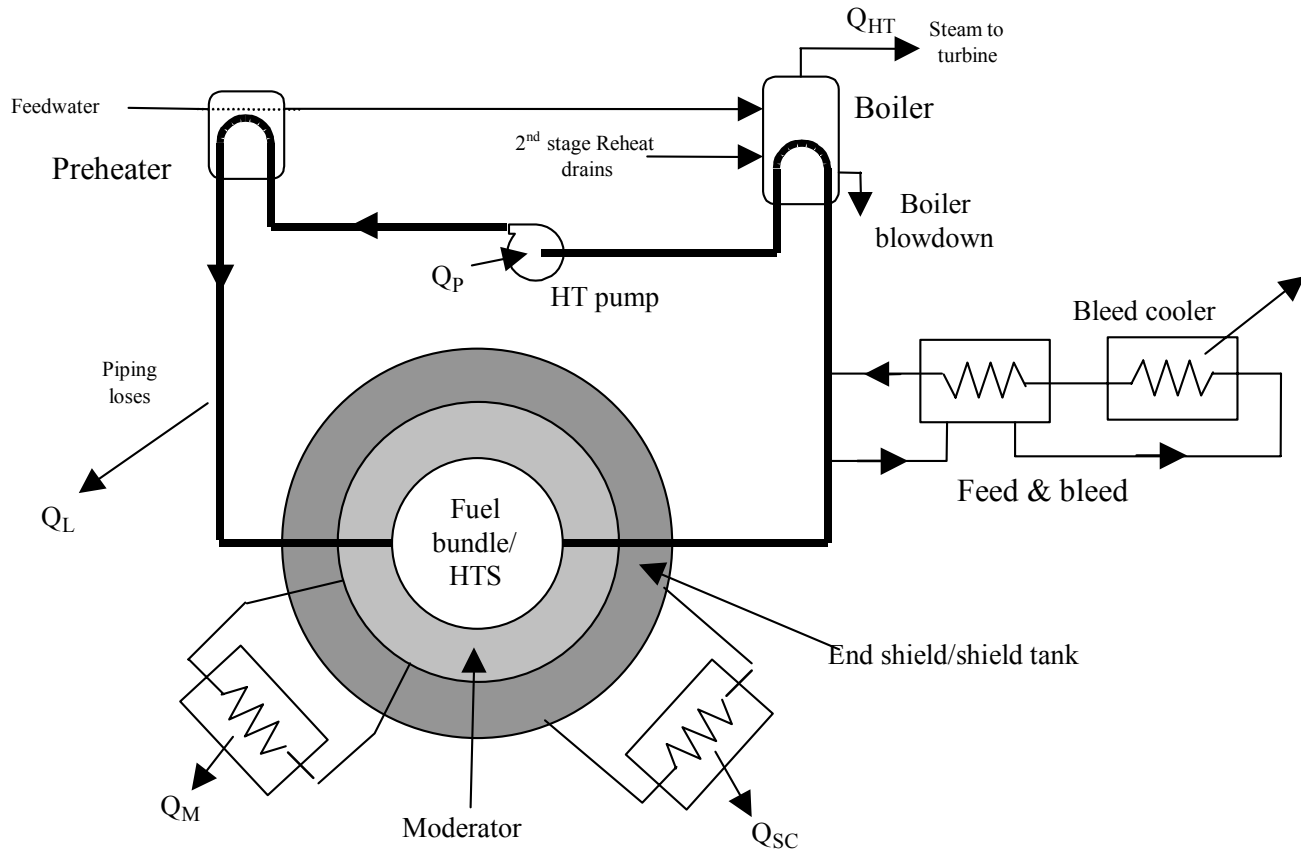 Q_HT
Steam to
turbine
Feedwater
Boiler
Preheater
2nd stage Reheat
drains
Boiler
blowdown
Q_P
HT pump
Bleed cooler
Piping
loses
Feed & bleed
Q_L
Fuel
bundle/
HTS
End shield/shield tank
Q_M
Moderator
Q_SC